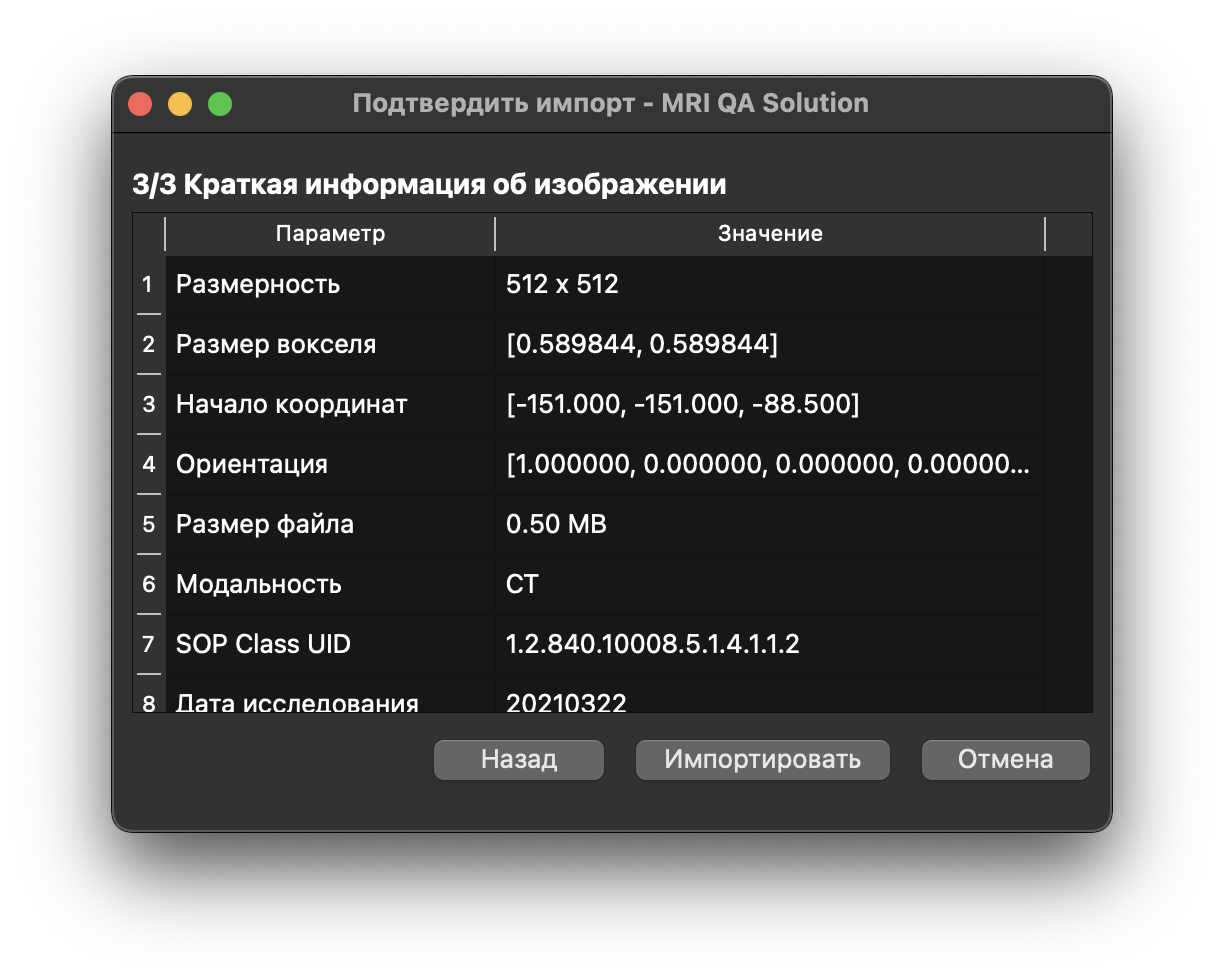 Подтвердить импорт - MRI QA Solution
3/3 Краткая информация об изображении
Параметр Значение
1 Размерность 512 x 512
2 Размер вокселя [0.589844, 0.589844]
3 Начало координат [-151.000, -151.000, -88.500]
4 Ориентация [1.000000, 0.000000, 0.000000, 0.00000...
5 Размер файла 0.50 MB
6 Модальность CT
7 SOP Class UID 1.2.840.10008.5.1.4.1.1.2
8 Дата исследования 20210322
Назад Импортировать Отмена